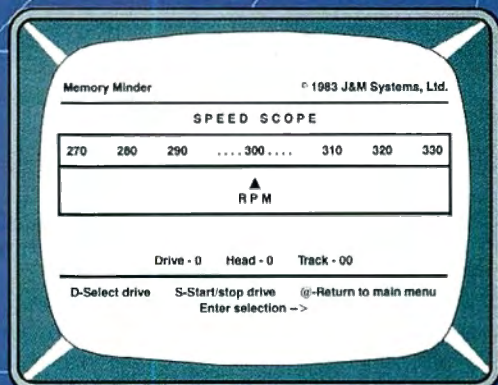 Memory Minder © 1983 J&M Systems, Ltd.
SPEED SCOPE
270 280 290 ....300.... 310 320 330
▲
RPM
Drive - 0 Head - 0 Track - 00
D-Select drive S-Start/stop drive @-Return to main menu
Enter selection -->